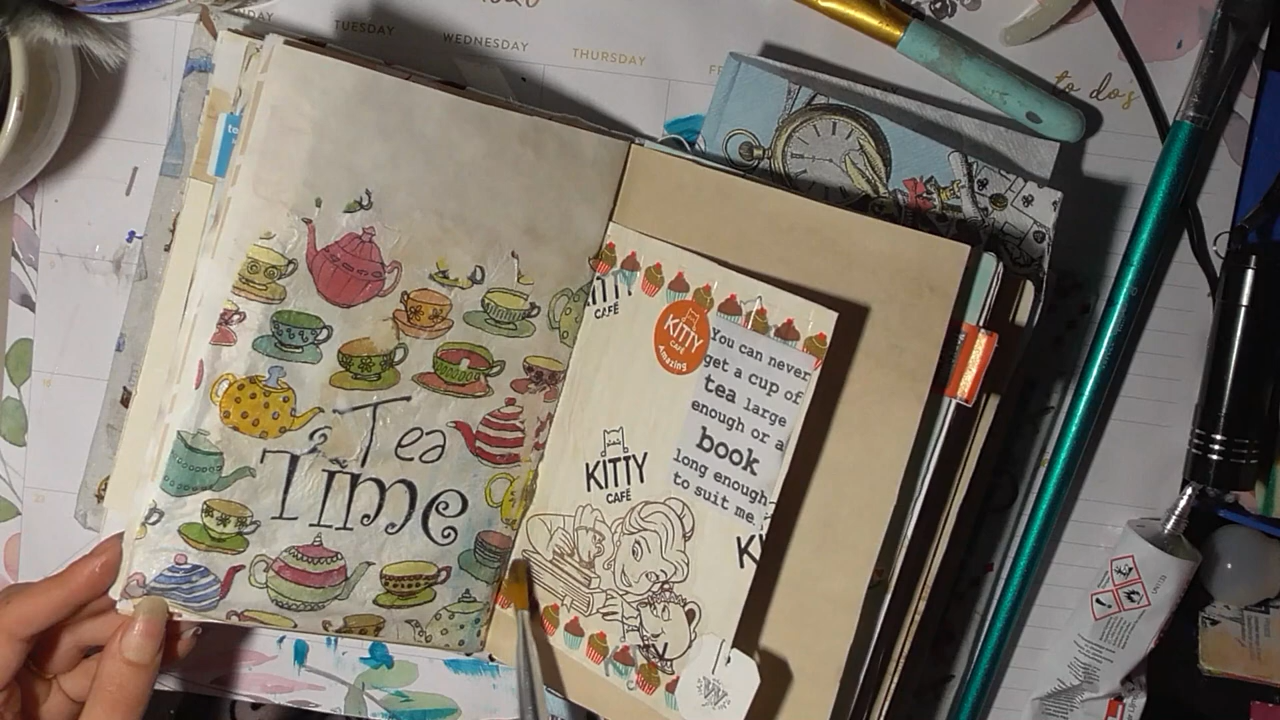 TUESDAY
WEDNESDAY
THURSDAY
to do's
to
Tea
Time
CAFÉ
KITTY
CAFÉ
Amazing
You can never
get a cup of
tea large
enough or a
book
long enough
to suit me.
KITTY
CAFÉ
K
W